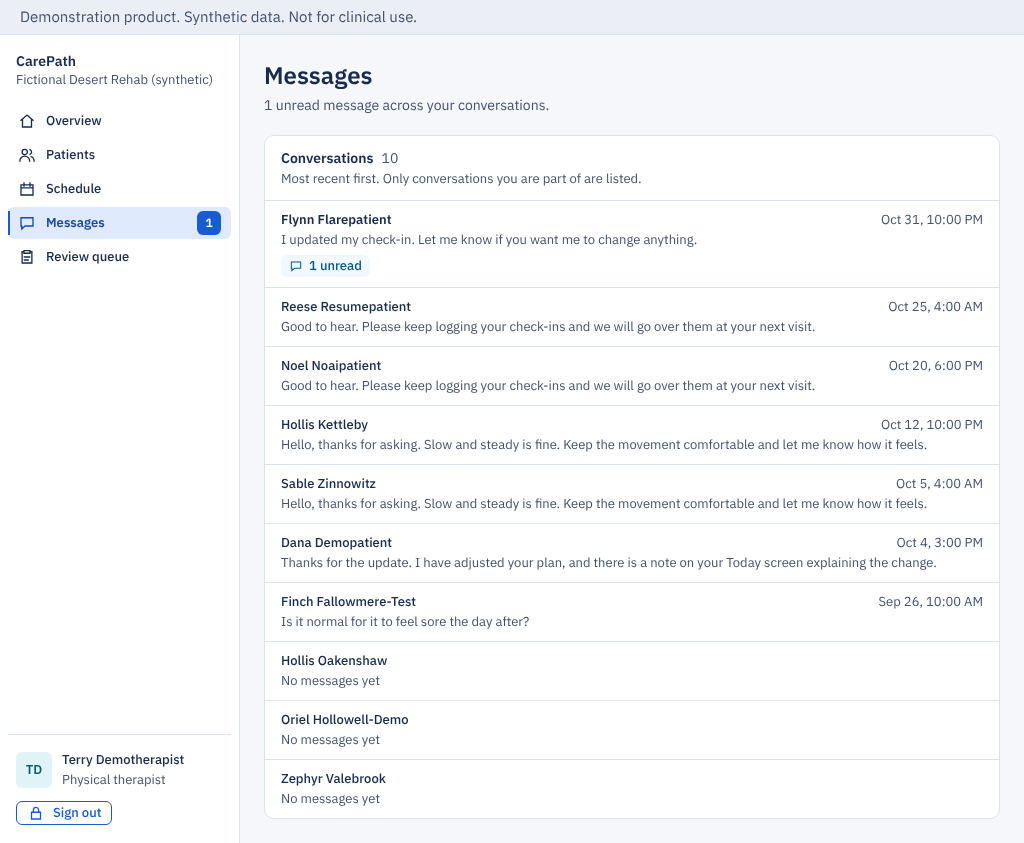 Demonstration product. Synthetic data. Not for clinical use.
CarePath
Fictional Desert Rehab (synthetic)
Overview
Patients
Schedule
Messages 1
Review queue
Terry Demotherapist
TD
Physical therapist
Sign out
Messages
1 unread message across your conversations.
Conversations 10
Most recent first. Only conversations you are part of are listed.
Flynn Flarepatient Oct 31, 10:00 PM
I updated my check-in. Let me know if you want me to change anything.
1 unread
Reese Resumepatient Oct 25, 4:00 AM
Good to hear. Please keep logging your check-ins and we will go over them at your next visit.
Noel Noaipatient Oct 20, 6:00 PM
Good to hear. Please keep logging your check-ins and we will go over them at your next visit.
Hollis Kettleby Oct 12, 10:00 PM
Hello, thanks for asking. Slow and steady is fine. Keep the movement comfortable and let me know how it feels.
Sable Zinnowitz Oct 5, 4:00 AM
Hello, thanks for asking. Slow and steady is fine. Keep the movement comfortable and let me know how it feels.
Dana Demopatient Oct 4, 3:00 PM
Thanks for the update. I have adjusted your plan, and there is a note on your Today screen explaining the change.
Finch Fallowmere-Test Sep 26, 10:00 AM
Is it normal for it to feel sore the day after?
Hollis Oakenshaw
No messages yet
Oriel Hollowell-Demo
No messages yet
Zephyr Valebrook
No messages yet